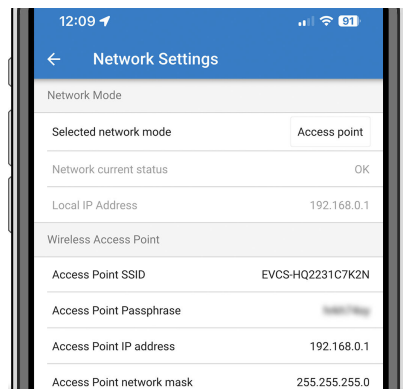 12:09
91
Network Settings
Network Mode
Selected network mode Access point
Network current status OK
Local IP Address 192.168.0.1
Wireless Access Point
Access Point SSID EVCS-HQ2231C7K2N
Access Point Passphrase
Access Point IP address 192.168.0.1
Access Point network mask 255.255.255.0